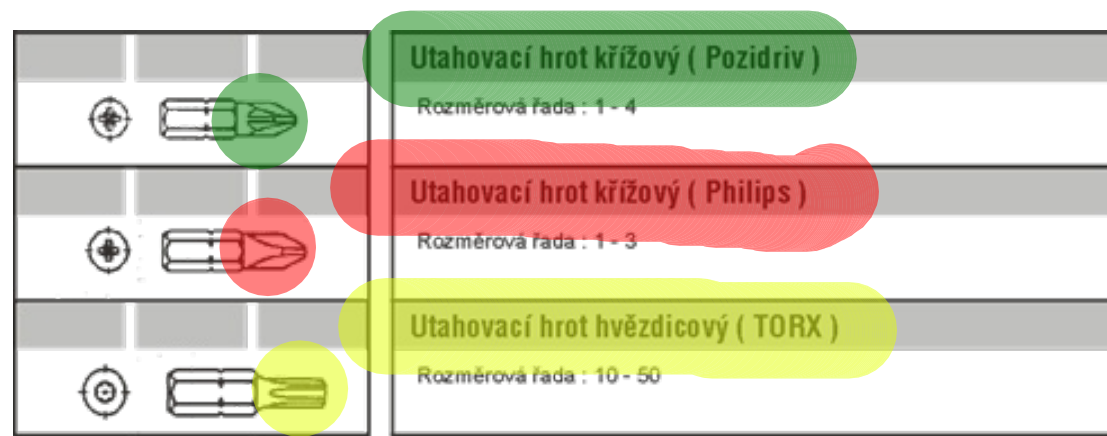 Utahovací hrot křížový ( Pozidriv )
Rozměrová řada : 1 - 4
Utahovací hrot křížový ( Philips )
Rozměrová řada : 1 - 3
Utahovací hrot hvězdicový ( TORX )
Rozměrová řada : 10 - 50